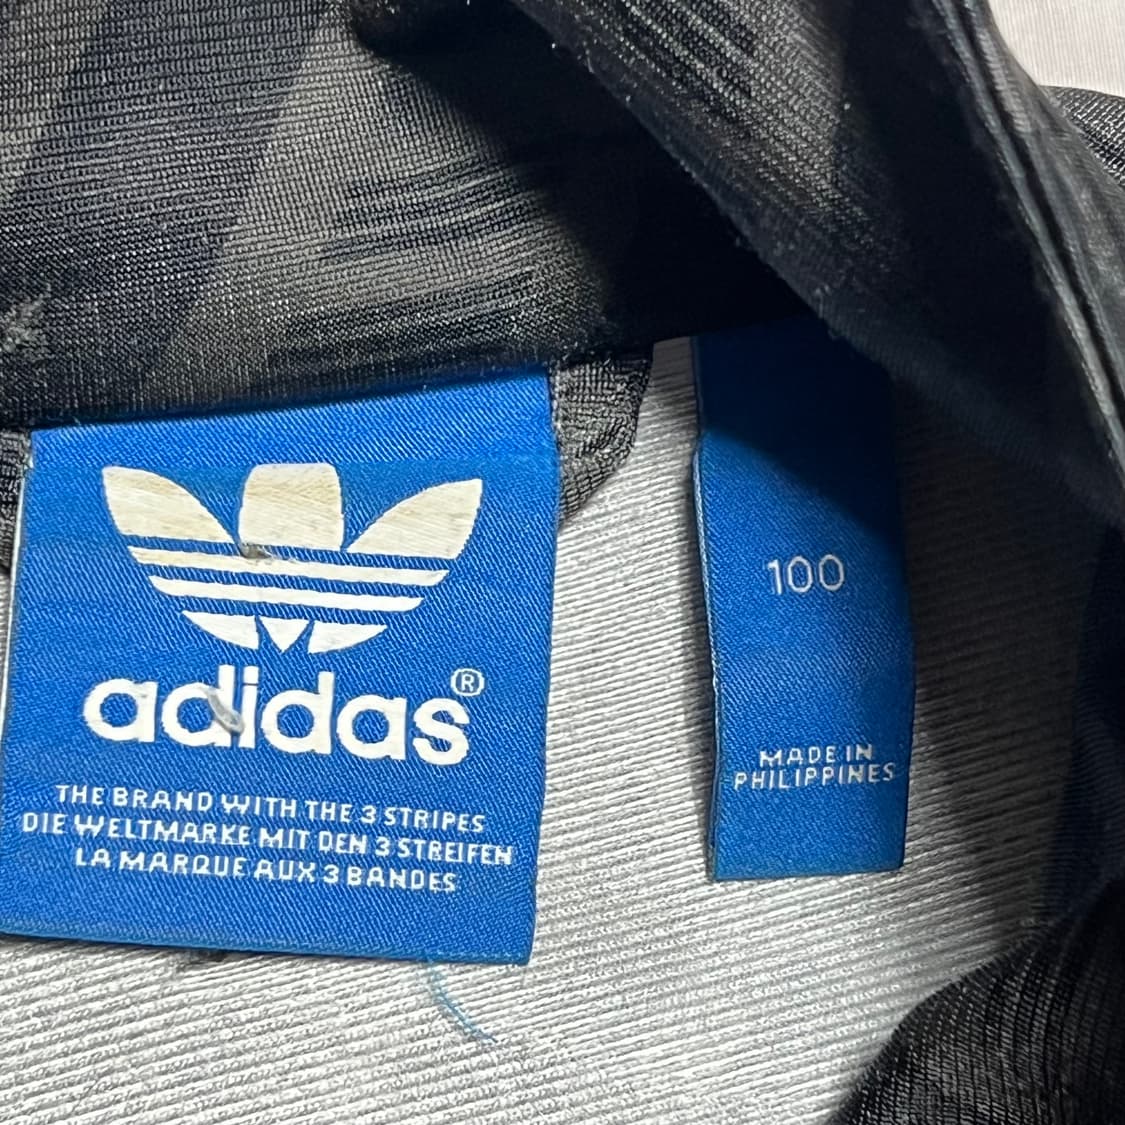 adidas®
THE BRAND WITH THE 3 STRIPES
DIE WELTMARKE MIT DEN 3 STREIFEN
LA MARQUE AUX 3 BANDES
100
MADE IN
PHILIPPINES